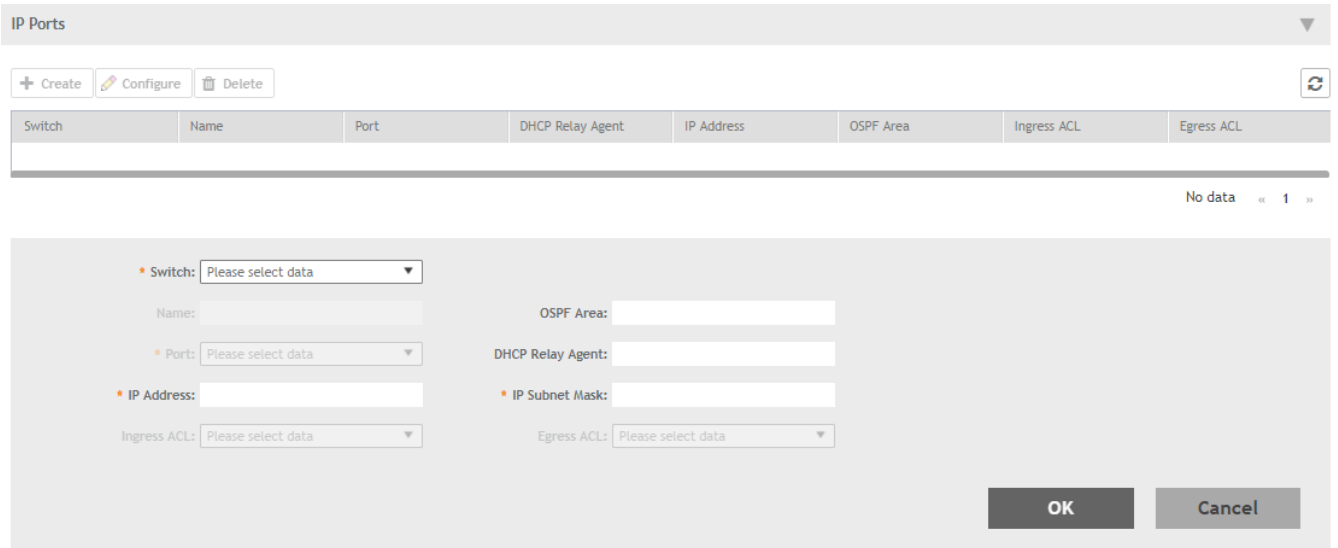 IP Ports
Create Configure Delete
Switch Name Port DHCP Relay Agent IP Address OSPF Area Ingress ACL Egress ACL
No data « 1 »
* Switch: Please select data
Name: OSPF Area:
* Port: Please select data DHCP Relay Agent:
* IP Address: * IP Subnet Mask:
Ingress ACL: Please select data Egress ACL: Please select data
OK Cancel